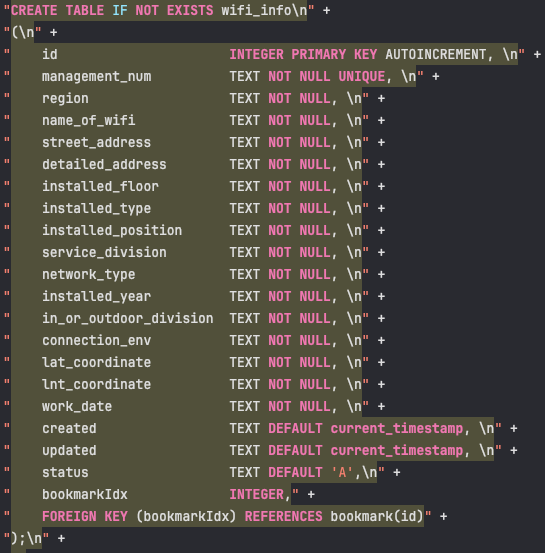 "CREATE TABLE IF NOT EXISTS wifi_info\n" +
"(\n" +
"    id                      INTEGER PRIMARY KEY AUTOINCREMENT, \n" +
"    management_num          TEXT NOT NULL UNIQUE, \n" +
"    region                  TEXT NOT NULL, \n" +
"    name_of_wifi            TEXT NOT NULL, \n" +
"    street_address          TEXT NOT NULL, \n" +
"    detailed_address        TEXT NOT NULL, \n" +
"    installed_floor         TEXT NOT NULL, \n" +
"    installed_type          TEXT NOT NULL, \n" +
"    installed_position      TEXT NOT NULL, \n" +
"    service_division        TEXT NOT NULL, \n" +
"    network_type            TEXT NOT NULL, \n" +
"    installed_year          TEXT NOT NULL, \n" +
"    in_or_outdoor_division  TEXT NOT NULL, \n" +
"    connection_env          TEXT NOT NULL, \n" +
"    lat_coordinate          TEXT NOT NULL, \n" +
"    lnt_coordinate          TEXT NOT NULL, \n" +
"    work_date               TEXT NOT NULL, \n" +
"    created                 TEXT DEFAULT current_timestamp, \n" +
"    updated                 TEXT DEFAULT current_timestamp, \n" +
"    status                  TEXT DEFAULT 'A',\n" +
"    bookmarkIdx             INTEGER," +
"    FOREIGN KEY (bookmarkIdx) REFERENCES bookmark(id)" +
");\n" +